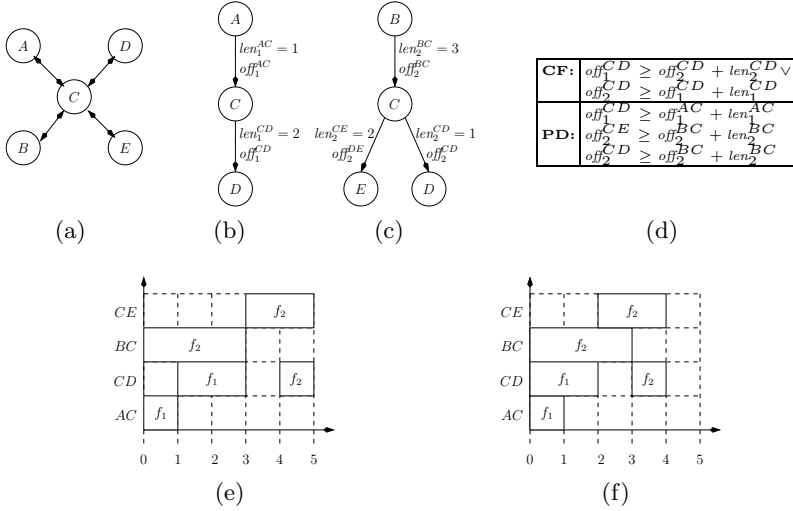 A
D
C
B
E
(a)
A
len₁^AC = 1
off₁^AC
C
len₁^CD = 2
off₁^CD
D
(b)
B
len₂^BC = 3
off₂^BC
C
len₂^CE = 2 len₂^CD = 1
off₂^DE off₂^CD
E D
(c)
CF: off₁^CD ≥ off₂^CD + len₂^CD ∨
off₂^CD ≥ off₁^CD + len₁^CD
off₁^CD ≥ off₁^AC + len₁^AC
PD: off₂^CE ≥ off₂^BC + len₂^BC
off₂^CD ≥ off₂^BC + len₂^BC
(d)
CE f₂
BC f₂
CD f₁ f₂
AC f₁
0 1 2 3 4 5
(e)
CE f₂
BC f₂
CD f₁ f₂
AC f₁
0 1 2 3 4 5
(f)